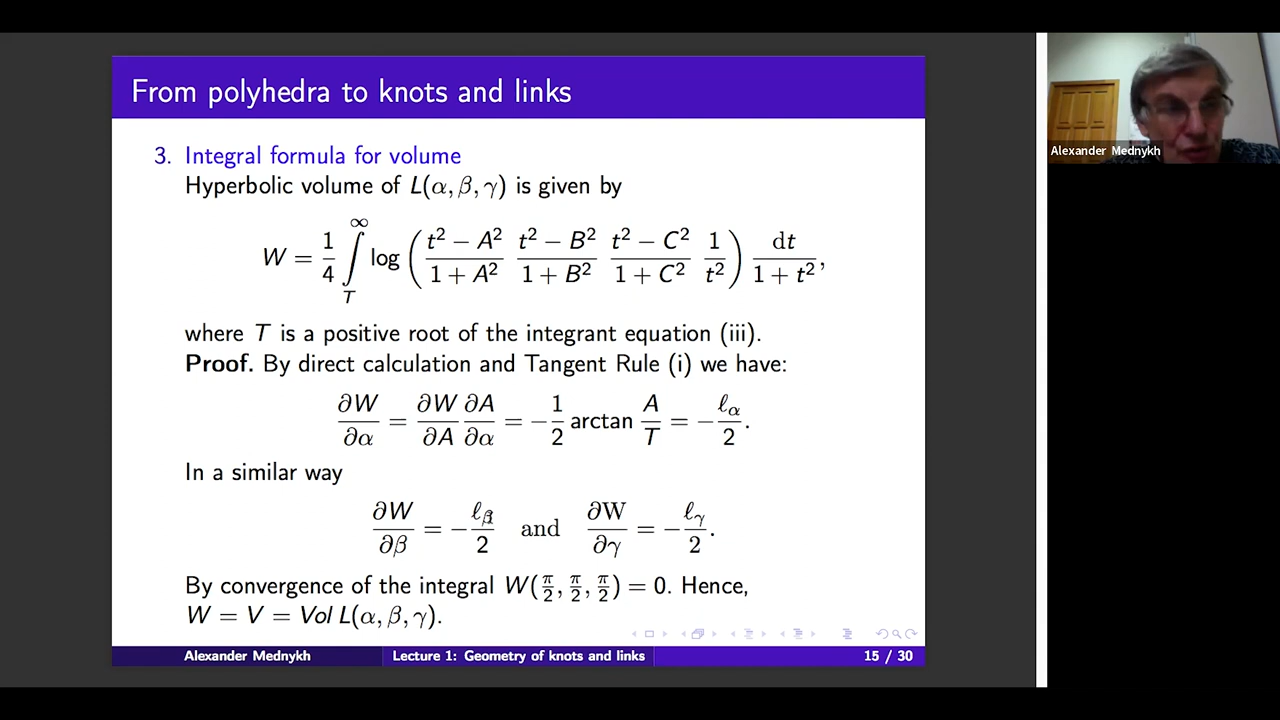 From polyhedra to knots and links
3. Integral formula for volume
Hyperbolic volume of L(α, β, γ) is given by
W = 1/4 ∫_T^∞ log ( (t² − A²)/(1 + A²) (t² − B²)/(1 + B²) (t² − C²)/(1 + C²) 1/t² ) dt/(1 + t²),
where T is a positive root of the integrant equation (iii).
Proof. By direct calculation and Tangent Rule (i) we have:
∂W/∂α = ∂W/∂A ∂A/∂α = −1/2 arctan A/T = −ℓ_α/2.
In a similar way
∂W/∂β = −ℓ_β/2 and ∂W/∂γ = −ℓ_γ/2.
By convergence of the integral W(π/2, π/2, π/2) = 0. Hence,
W = V = Vol L(α, β, γ).
Alexander Mednykh Lecture 1: Geometry of knots and links 15 / 30
Alexander Mednykh